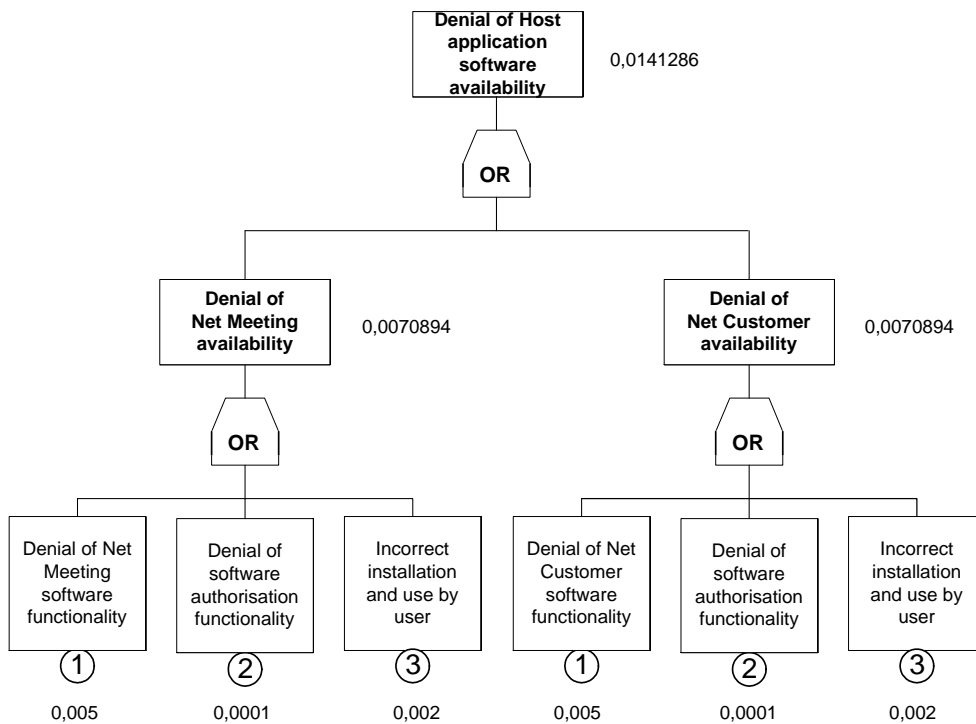 Denial of Host
application
software
availability
0,0141286
OR
Denial of
Net Meeting
availability
0,0070894
Denial of
Net Customer
availability
0,0070894
OR
OR
Denial of Net
Meeting
software
functionality
1
0,005
Denial of
software
authorisation
functionality
2
0,0001
Incorrect
installation
and use by
user
3
0,002
Denial of Net
Customer
software
functionality
1
0,005
Denial of
software
authorisation
functionality
2
0,0001
Incorrect
installation
and use by
user
3
0,002